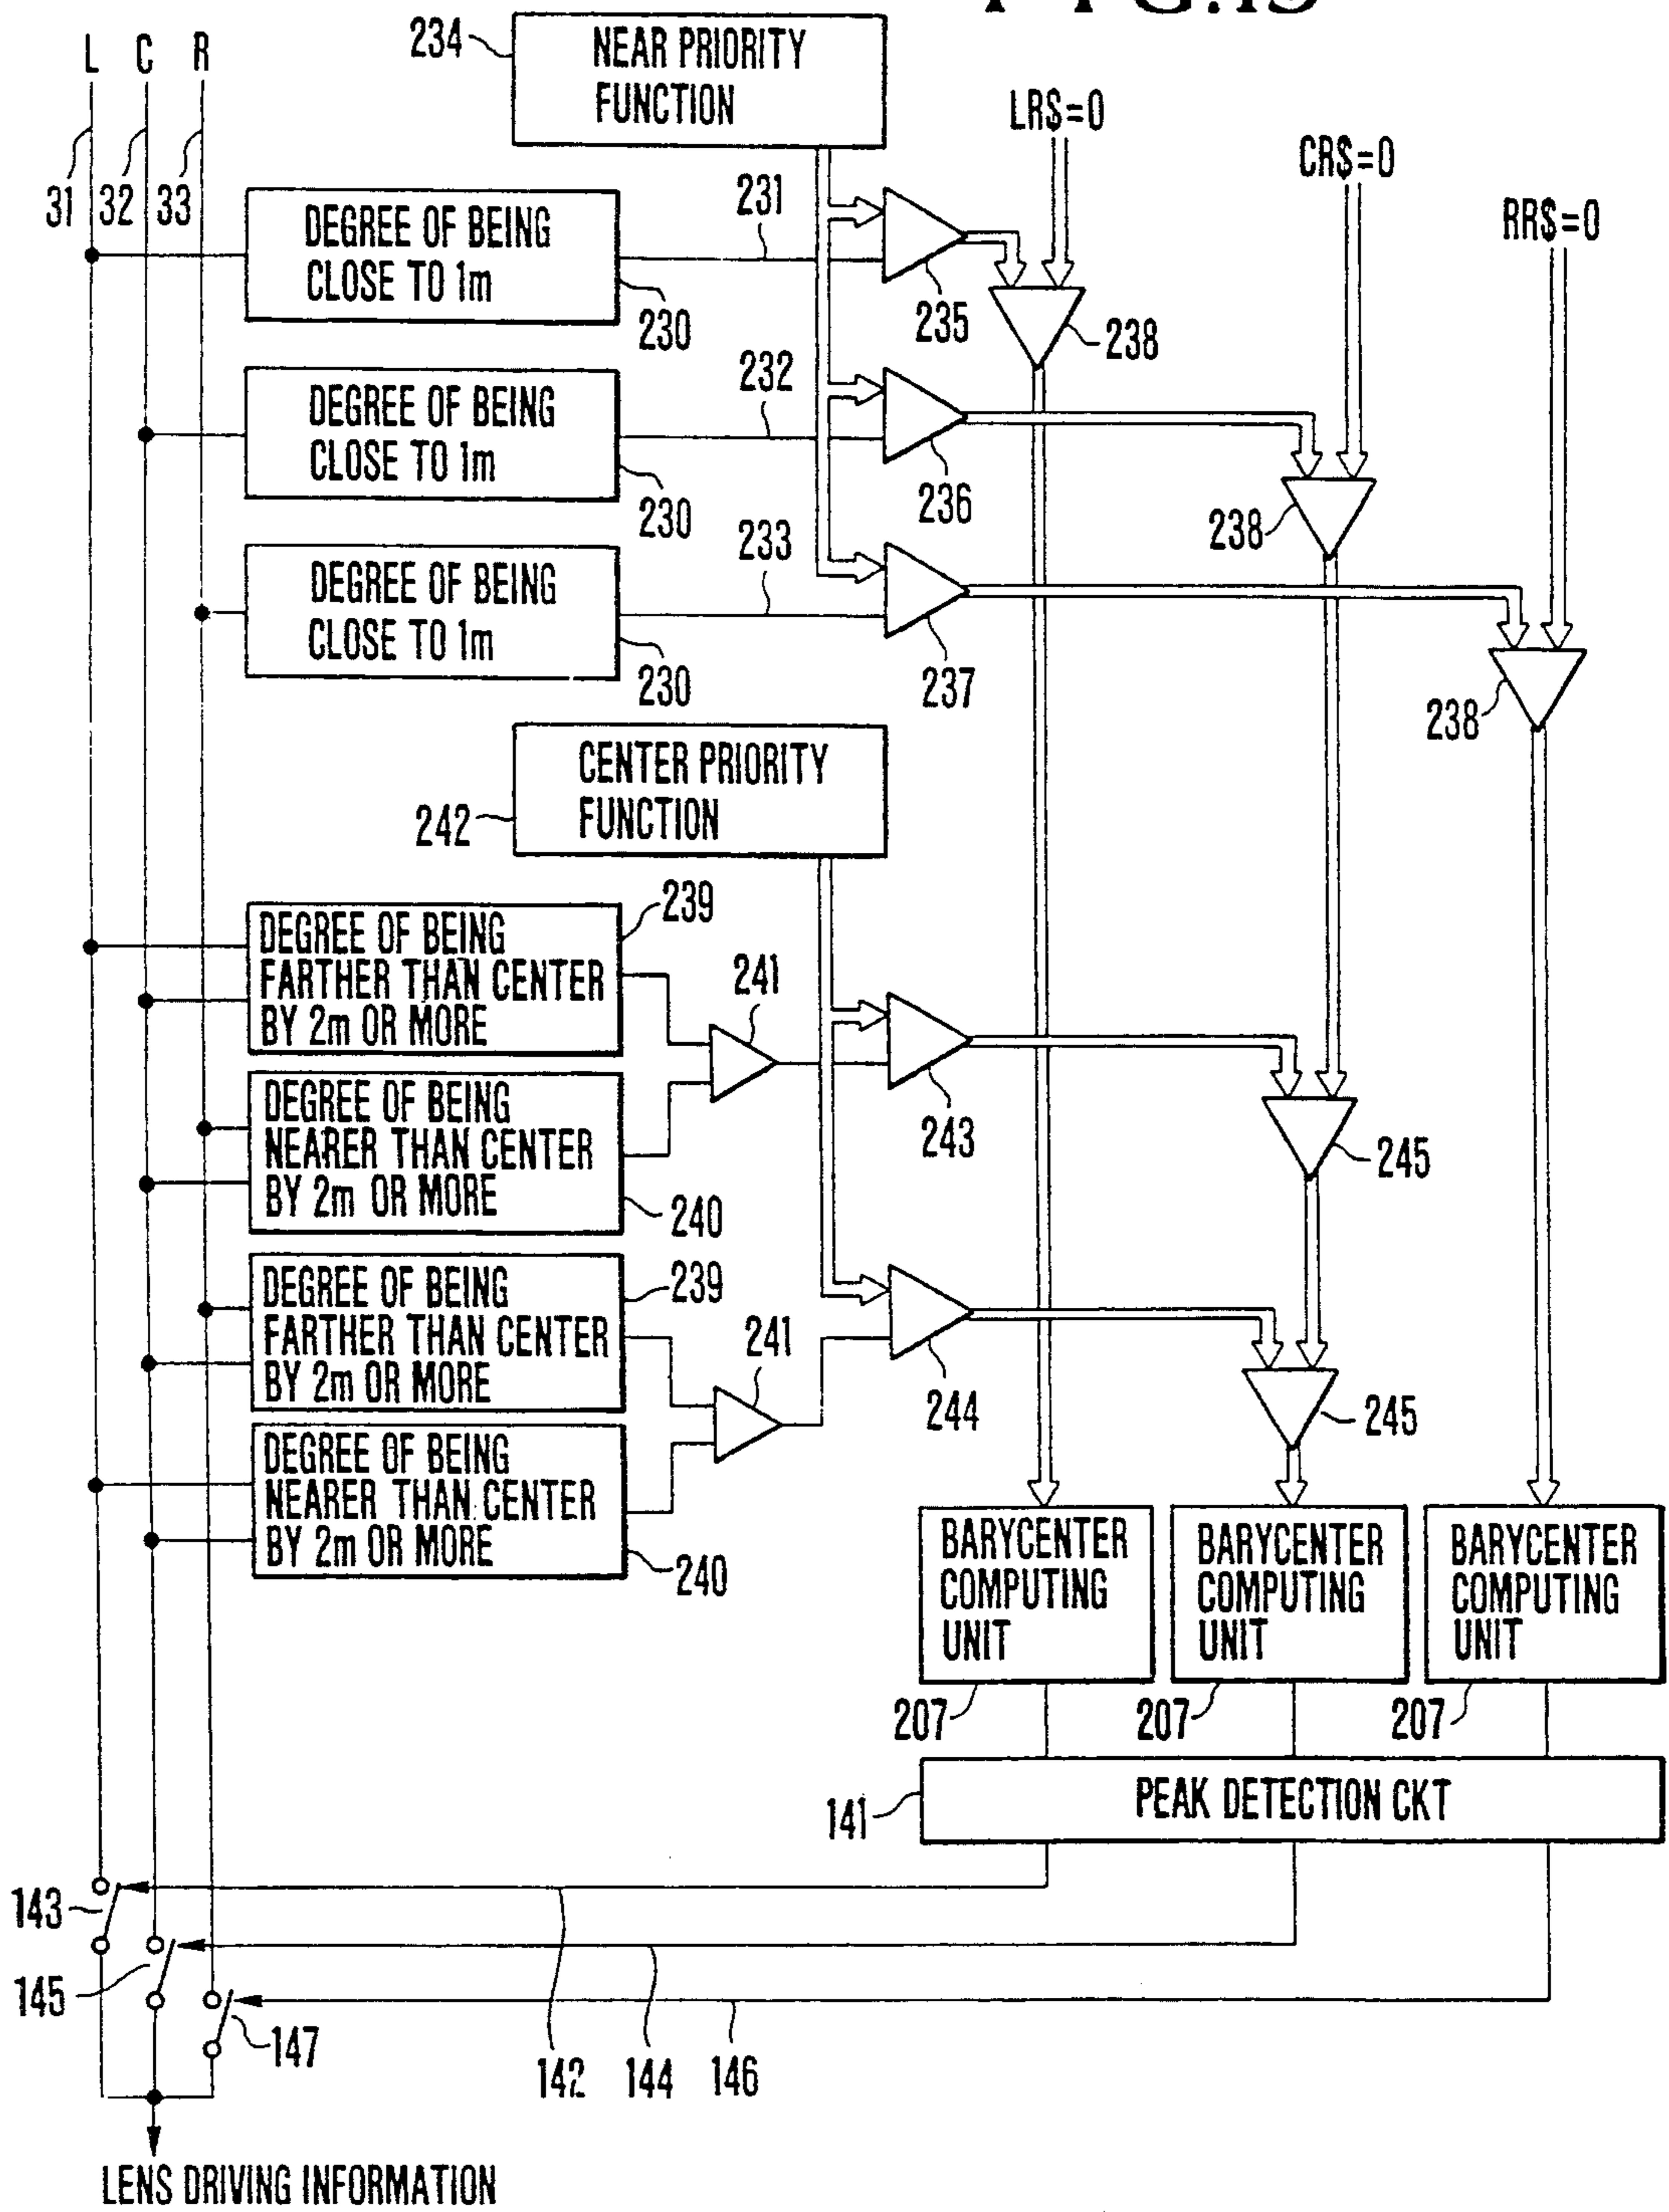 FIG.15
234
NEAR PRIORITY
FUNCTION
L C R
LR$=0
CR$=0
RR$=0
31 32 33
DEGREE OF BEING
CLOSE TO 1m
230
231
235
238
DEGREE OF BEING
CLOSE TO 1m
230
232
236
238
DEGREE OF BEING
CLOSE TO 1m
230
233
237
238
242
CENTER PRIORITY
FUNCTION
239
DEGREE OF BEING
FARTHER THAN CENTER
BY 2m OR MORE
241
243
245
DEGREE OF BEING
NEARER THAN CENTER
BY 2m OR MORE
240
239
DEGREE OF BEING
FARTHER THAN CENTER
BY 2m OR MORE
241
244
245
DEGREE OF BEING
NEARER THAN CENTER
BY 2m OR MORE
240
BARYCENTER
COMPUTING
UNIT
207
BARYCENTER
COMPUTING
UNIT
207
BARYCENTER
COMPUTING
UNIT
207
141
PEAK DETECTION CKT
143
145
147
142
144
146
LENS DRIVING INFORMATION